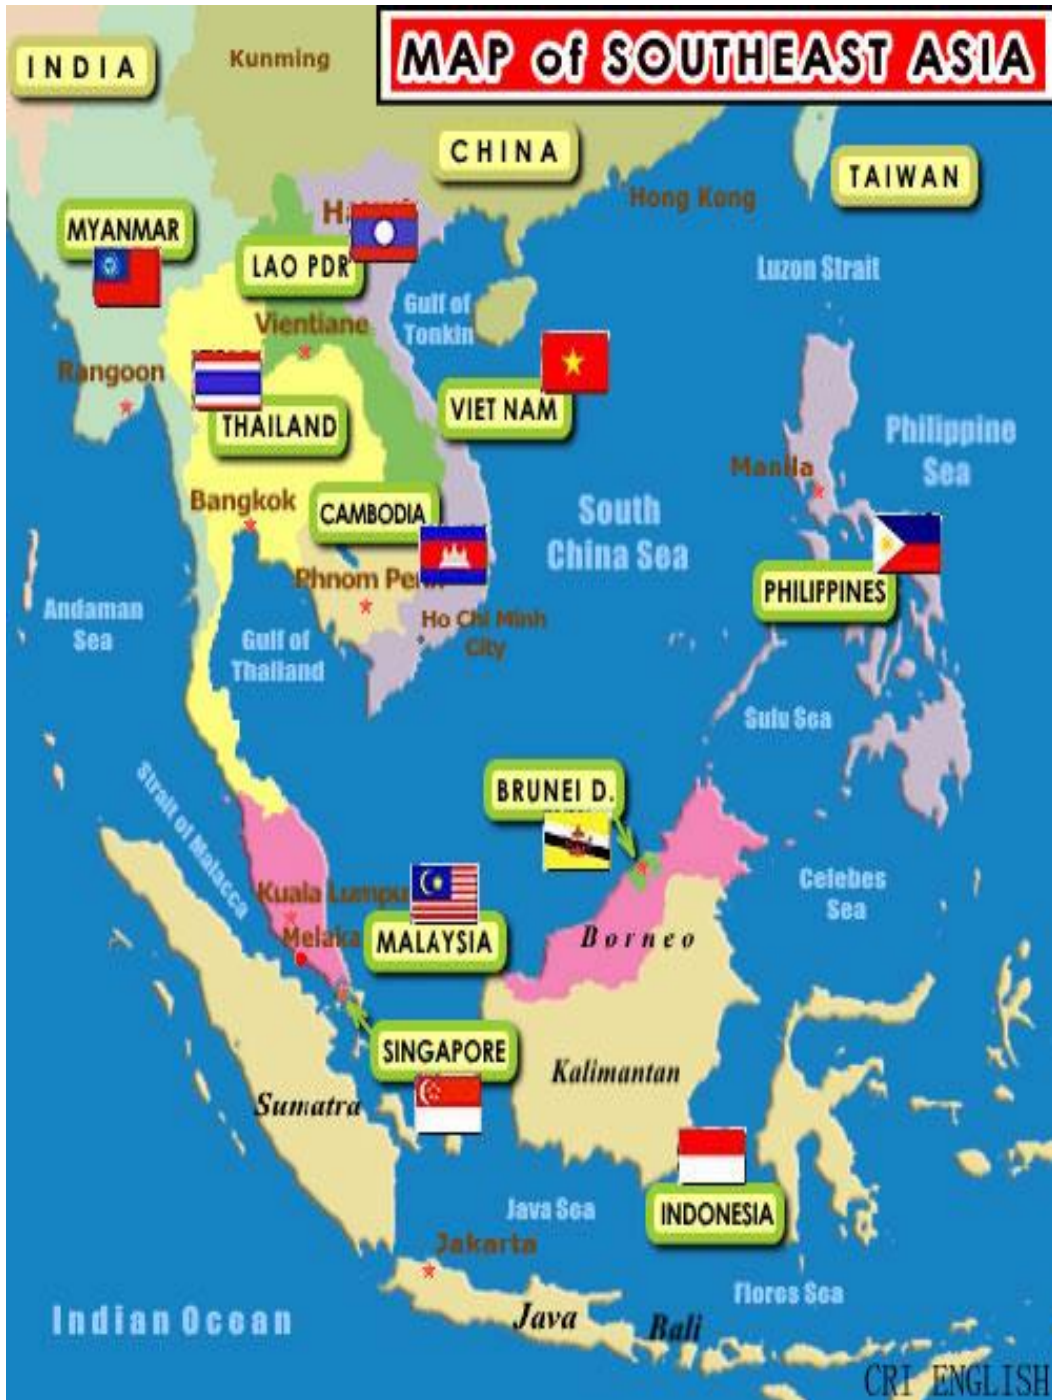 MAP of SOUTHEAST ASIA
INDIA
Kunming
CHINA
Hong Kong
TAIWAN
MYANMAR
LAO PDR
Luzon Strait
Gulf of
Tonkin
Vientiane
Rangoon
THAILAND
VIET NAM
Philippine
Sea
Manila
Bangkok
CAMBODIA
South
China Sea
Phnom
PHILIPPINES
Andaman
Sea
Ho Chi Minh
City
Gulf of
Thailand
Sulu Sea
Strait of Malacca
BRUNEI D.
Celebes
Sea
Kuala Lumpu
Melaka
MALAYSIA
Borneo
SINGAPORE
Kalimantan
Sumatra
Java Sea
INDONESIA
Jakarta
Flores Sea
Indian Ocean
Java
Bali
CRI ENGLISH